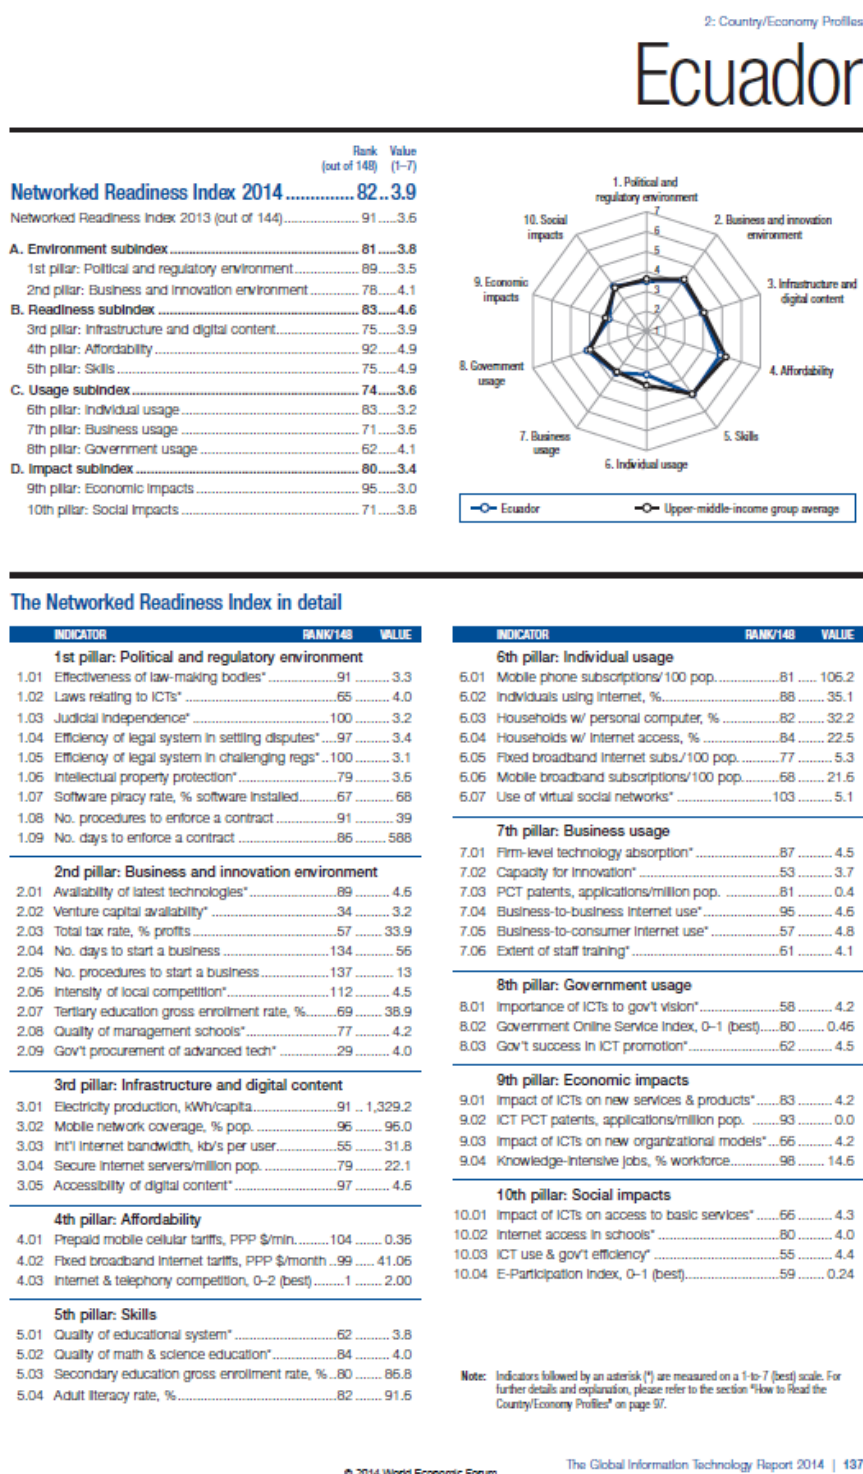 2: Country/Economy Profiles
Ecuador
Rank Value
(out of 148) (1–7)
Networked Readiness Index 2014 .............. 82..3.9
Networked Readiness Index 2013 (out of 144) .............. 91.....3.6
A. Environment subindex .............. 81.....3.8
1st pillar: Political and regulatory environment .............. 89.....3.5
2nd pillar: Business and innovation environment .............. 78.....4.1
B. Readiness subindex .............. 83.....4.6
3rd pillar: Infrastructure and digital content .............. 75.....3.9
4th pillar: Affordability .............. 92.....4.9
5th pillar: Skills .............. 75.....4.9
C. Usage subindex .............. 74.....3.6
6th pillar: Individual usage .............. 83.....3.2
7th pillar: Business usage .............. 71.....3.6
8th pillar: Government usage .............. 62.....4.1
D. Impact subindex .............. 80.....3.4
9th pillar: Economic impacts .............. 95.....3.0
10th pillar: Social impacts .............. 71.....3.8
1. Political and
regulatory environment
2. Business and innovation
environment
3. Infrastructure and
digital content
4. Affordability
5. Skills
6. Individual usage
7. Business
usage
8. Government
usage
9. Economic
impacts
10. Social
impacts
7
6
5
4
3
2
1
Ecuador
Upper-middle-income group average
The Networked Readiness Index in detail
INDICATOR RANK/148 VALUE
1st pillar: Political and regulatory environment
1.01 Effectiveness of law-making bodies* .......... 91 .......... 3.3
1.02 Laws relating to ICTs* .......... 65 .......... 4.0
1.03 Judicial independence* .......... 100 .......... 3.2
1.04 Efficiency of legal system in settling disputes* .... 97 .......... 3.4
1.05 Efficiency of legal system in challenging regs* .. 100 .......... 3.1
1.06 Intellectual property protection* .......... 79 .......... 3.6
1.07 Software piracy rate, % software installed .......... 67 .......... 68
1.08 No. procedures to enforce a contract .......... 91 .......... 39
1.09 No. days to enforce a contract .......... 86 .......... 588
2nd pillar: Business and innovation environment
2.01 Availability of latest technologies* .......... 89 .......... 4.6
2.02 Venture capital availability* .......... 34 .......... 3.2
2.03 Total tax rate, % profits .......... 57 ........ 33.9
2.04 No. days to start a business .......... 134 .......... 56
2.05 No. procedures to start a business .......... 137 .......... 13
2.06 Intensity of local competition* .......... 112 .......... 4.5
2.07 Tertiary education gross enrollment rate, % ........ 69 ........ 38.9
2.08 Quality of management schools* .......... 77 .......... 4.2
2.09 Gov't procurement of advanced tech* .......... 29 .......... 4.0
3rd pillar: Infrastructure and digital content
3.01 Electricity production, kWh/capita .......... 91 .. 1,329.2
3.02 Mobile network coverage, % pop. .......... 96 ........ 96.0
3.03 Int'l Internet bandwidth, kb/s per user .......... 55 ........ 31.8
3.04 Secure Internet servers/million pop. .......... 79 ........ 22.1
3.05 Accessibility of digital content* .......... 97 .......... 4.6
4th pillar: Affordability
4.01 Prepaid mobile cellular tariffs, PPP $/min. ......... 104 ........ 0.36
4.02 Fixed broadband Internet tariffs, PPP $/month .. 99 ...... 41.06
4.03 Internet & telephony competition, 0–2 (best) ......... 1 ........ 2.00
5th pillar: Skills
5.01 Quality of educational system* .......... 62 .......... 3.8
5.02 Quality of math & science education* .......... 84 .......... 4.0
5.03 Secondary education gross enrollment rate, % .. 80 ........ 86.8
5.04 Adult literacy rate, % .......... 82 ........ 91.6
INDICATOR RANK/148 VALUE
6th pillar: Individual usage
6.01 Mobile phone subscriptions/100 pop. .......... 81 ...... 106.2
6.02 Individuals using Internet, % .......... 88 ........ 35.1
6.03 Households w/ personal computer, % .......... 82 ........ 32.2
6.04 Households w/ Internet access, % .......... 84 ........ 22.5
6.05 Fixed broadband Internet subs./100 pop. .......... 77 .......... 5.3
6.06 Mobile broadband subscriptions/100 pop. .......... 68 ........ 21.6
6.07 Use of virtual social networks* .......... 103 .......... 5.1
7th pillar: Business usage
7.01 Firm-level technology absorption* .......... 87 .......... 4.5
7.02 Capacity for innovation* .......... 53 .......... 3.7
7.03 PCT patents, applications/million pop. .......... 81 .......... 0.4
7.04 Business-to-business Internet use* .......... 95 .......... 4.6
7.05 Business-to-consumer Internet use* .......... 57 .......... 4.8
7.06 Extent of staff training* .......... 61 .......... 4.1
8th pillar: Government usage
8.01 Importance of ICTs to gov't vision* .......... 58 .......... 4.2
8.02 Government Online Service Index, 0–1 (best) ..... 80 ........ 0.46
8.03 Gov't success in ICT promotion* .......... 62 .......... 4.5
9th pillar: Economic impacts
9.01 Impact of ICTs on new services & products* ...... 83 .......... 4.2
9.02 ICT PCT patents, applications/million pop. ....... 93 .......... 0.0
9.03 Impact of ICTs on new organizational models* ... 66 .......... 4.2
9.04 Knowledge-intensive jobs, % workforce .......... 98 ........ 14.6
10th pillar: Social impacts
10.01 Impact of ICTs on access to basic services* ...... 66 .......... 4.3
10.02 Internet access in schools* .......... 80 .......... 4.0
10.03 ICT use & gov't efficiency* .......... 55 .......... 4.4
10.04 E-Participation Index, 0–1 (best) .......... 59 ........ 0.24
Note: Indicators followed by an asterisk (*) are measured on a 1-to-7 (best) scale. For
further details and explanation, please refer to the section "How to Read the
Country/Economy Profiles" on page 97.
The Global Information Technology Report 2014 | 137
© 2014 World Economic Forum